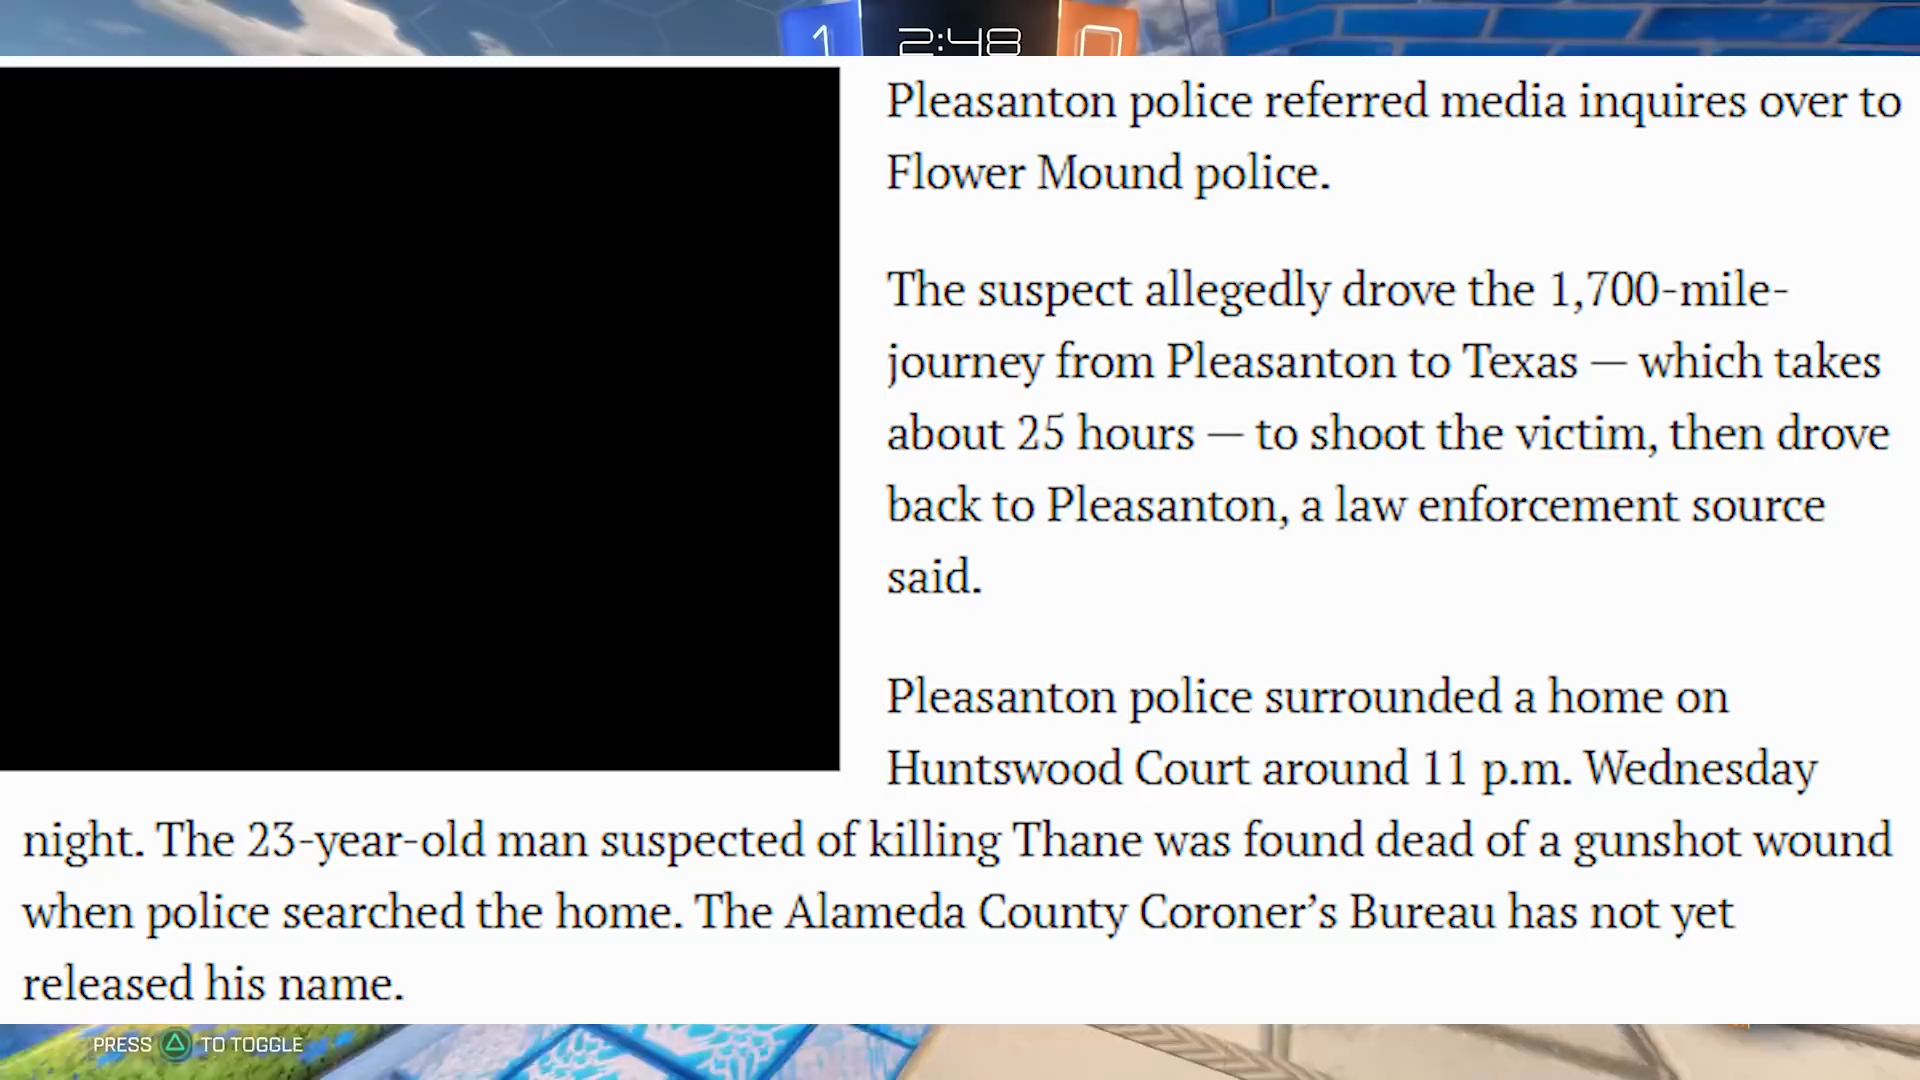 1 2:48 0
Pleasanton police referred media inquires over to
Flower Mound police.
The suspect allegedly drove the 1,700-mile-
journey from Pleasanton to Texas — which takes
about 25 hours — to shoot the victim, then drove
back to Pleasanton, a law enforcement source
said.
Pleasanton police surrounded a home on
Huntswood Court around 11 p.m. Wednesday
night. The 23-year-old man suspected of killing Thane was found dead of a gunshot wound
when police searched the home. The Alameda County Coroner’s Bureau has not yet
released his name.
PRESS TO TOGGLE